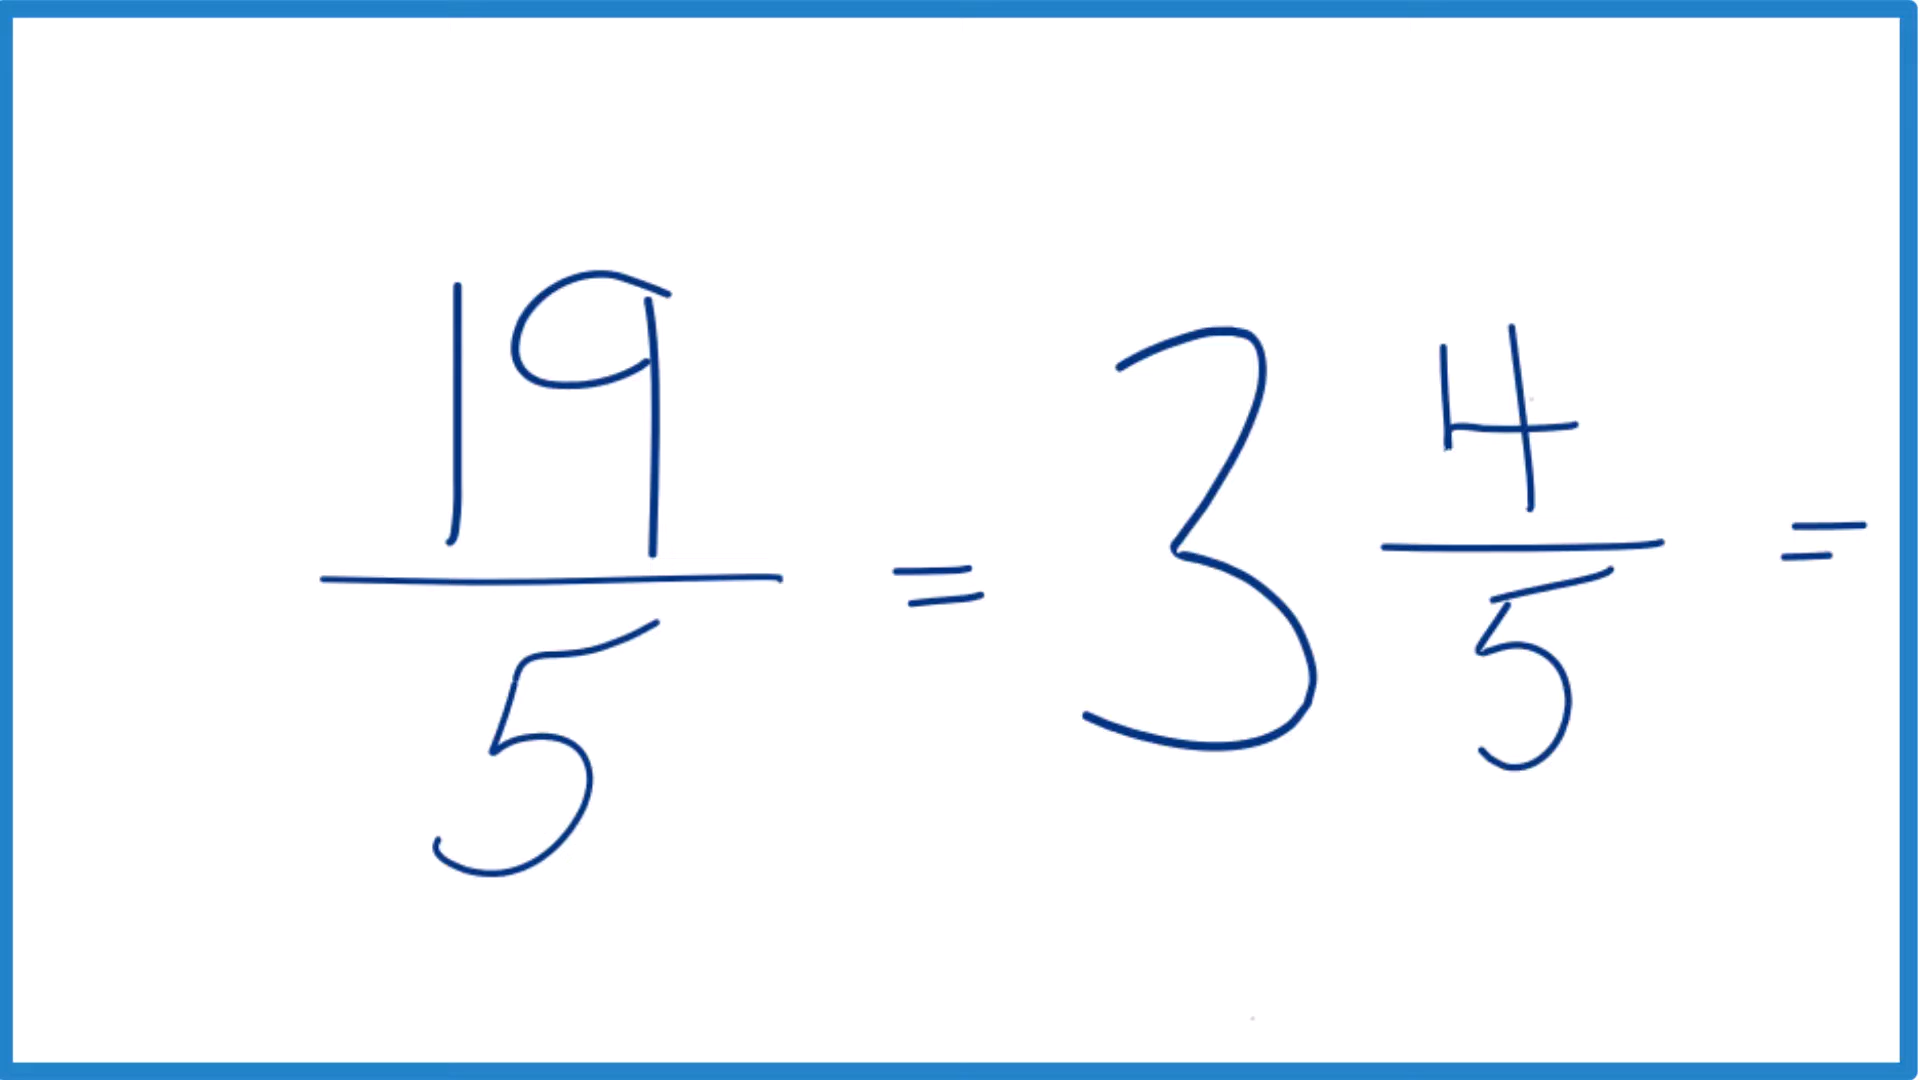 19/5 = 3 4/5 =